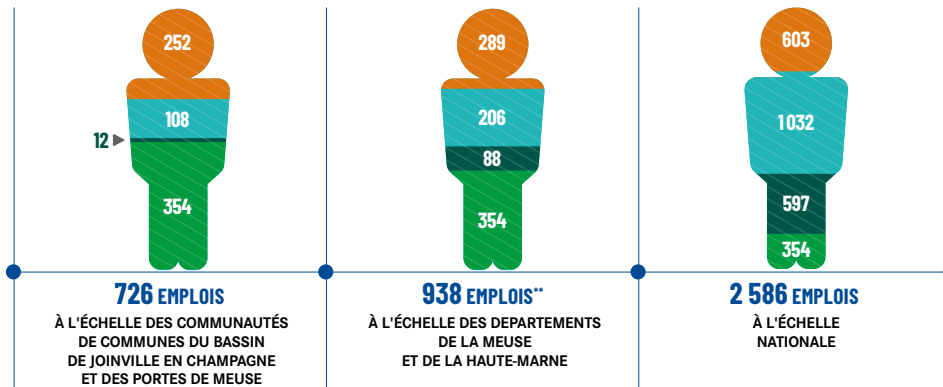 252
108
12
354
726 EMPLOIS
À L'ÉCHELLE DES COMMUNAUTÉS
DE COMMUNES DU BASSIN
DE JOINVILLE EN CHAMPAGNE
ET DES PORTES DE MEUSE
289
206
88
354
938 EMPLOIS**
À L'ÉCHELLE DES DEPARTEMENTS
DE LA MEUSE
ET DE LA HAUTE-MARNE
603
1 032
597
354
2 586 EMPLOIS
À L'ÉCHELLE
NATIONALE